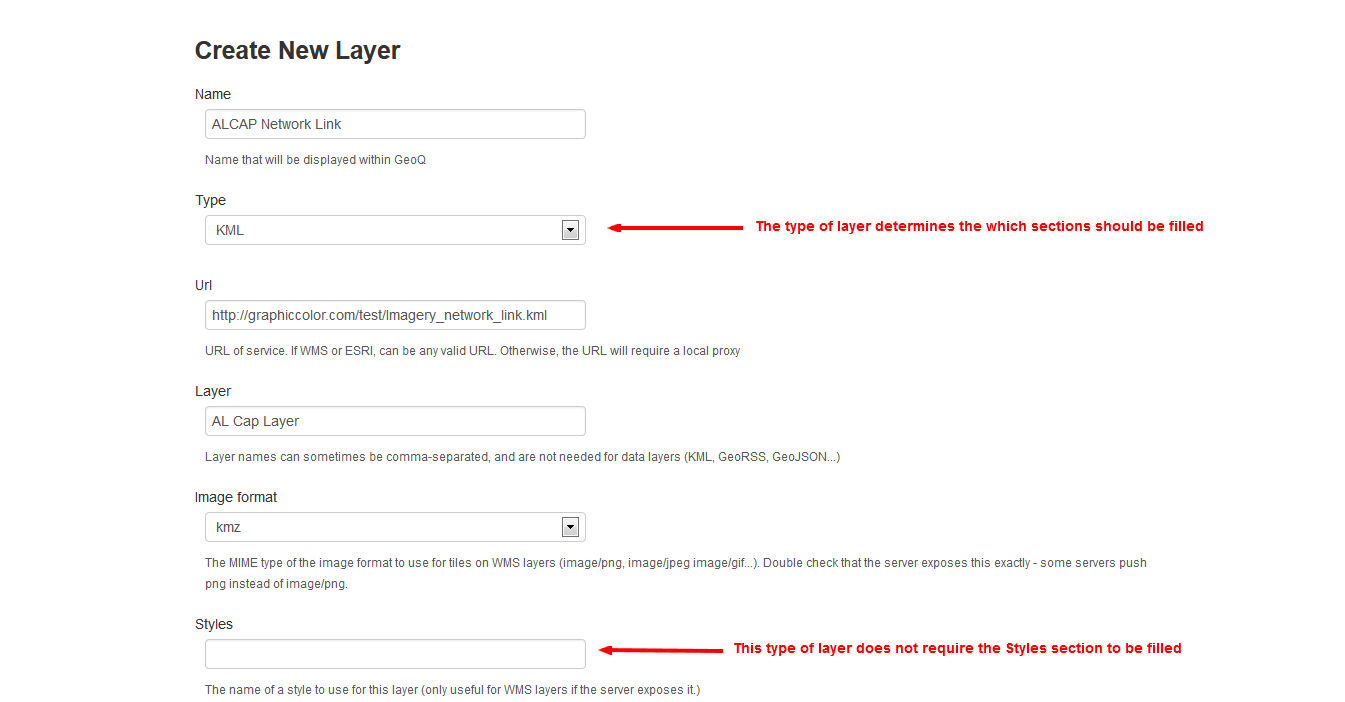 Create New Layer
Name
ALCAP Network Link
Name that will be displayed within GeoQ
Type
KML
The type of layer determines the which sections should be filled
Url
http://graphiccolor.com/test/Imagery_network_link.kml
URL of service. If WMS or ESRI, can be any valid URL. Otherwise, the URL will require a local proxy
Layer
AL Cap Layer
Layer names can sometimes be comma-separated, and are not needed for data layers (KML, GeoRSS, GeoJSON...)
Image format
kmz
The MIME type of the image format to use for tiles on WMS layers (image/png, image/jpeg image/gif...). Double check that the server exposes this exactly - some servers push
png instead of image/png.
Styles
This type of layer does not require the Styles section to be filled
The name of a style to use for this layer (only useful for WMS layers if the server exposes it.)